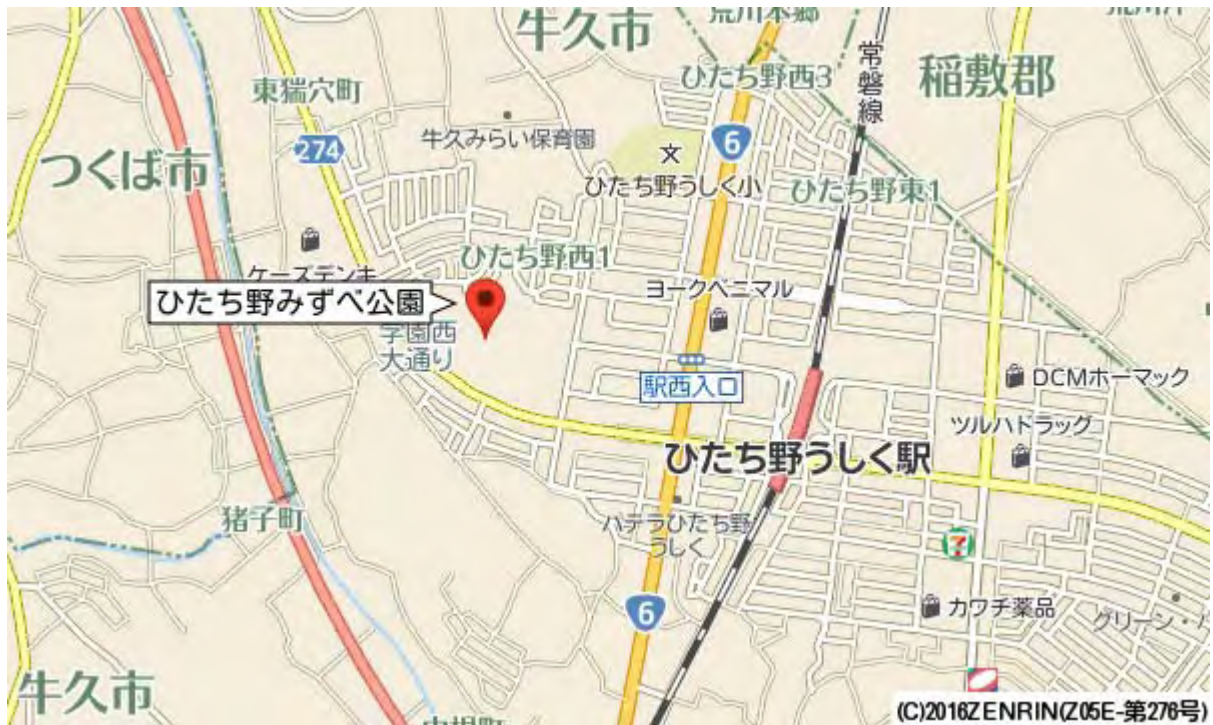 牛久市
ひたち野西3
常磐線
稲敷郡
東猯穴町
274
牛久みらい保育園
6
つくば市
ひたち野うしく小
ひたち野東1
ひたち野西1
ケーズデンキ
ヨークベニマル
ひたち野みずべ公園
学園西
大通り
駅西入口
DCMホーマック
ツルハドラッグ
ひたち野うしく駅
猪子町
ハテラひたち野
うしく
7
6
カワチ薬品
グリーン・
牛久市
(C)2016ZENRIN(Z05E-第276号)